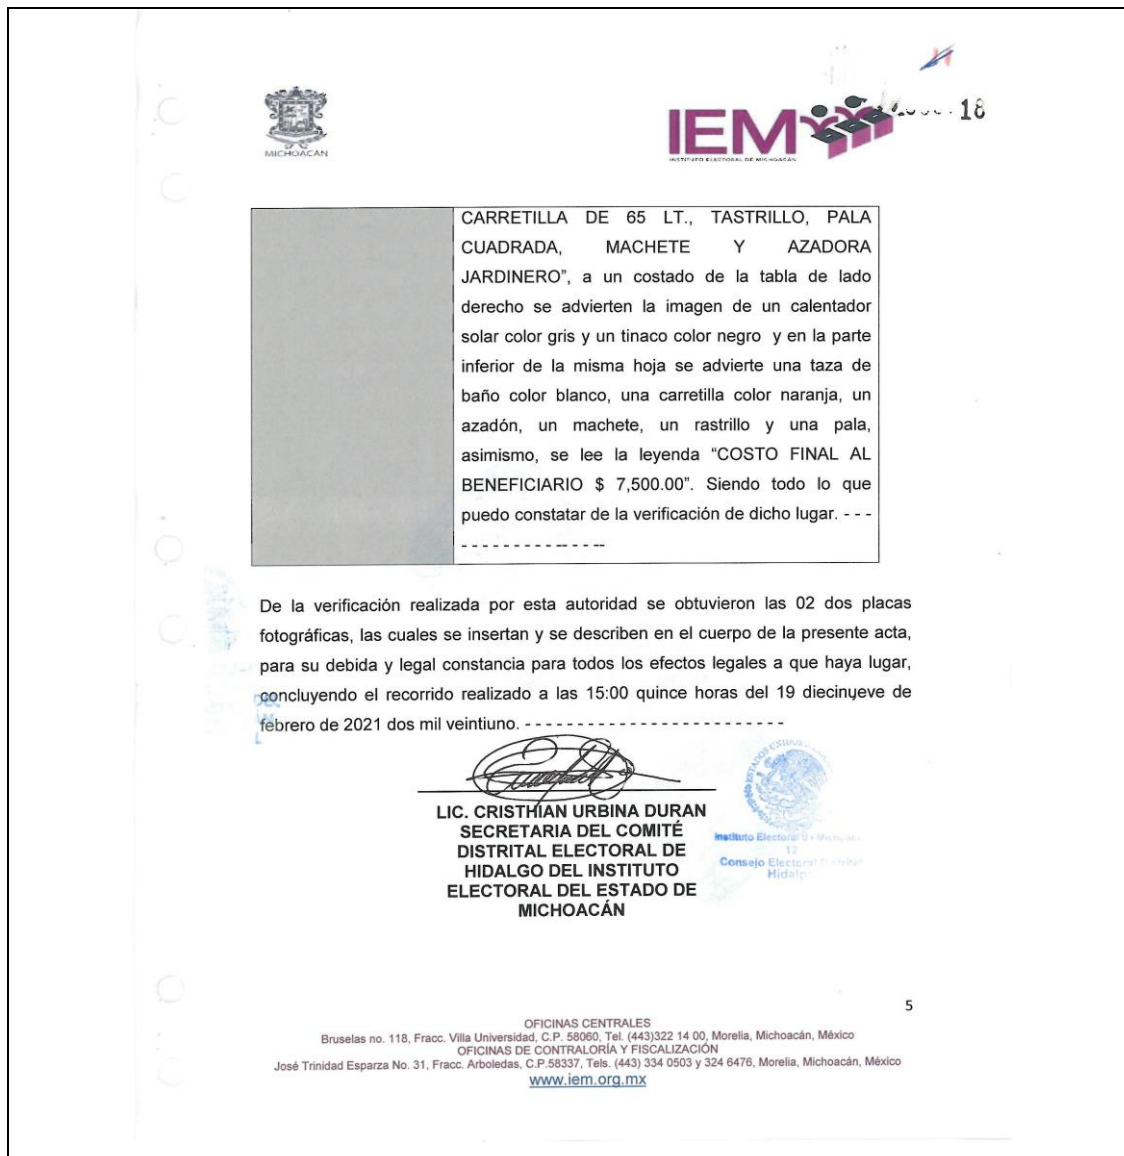 MICHOACÁN
IEM
INSTITUTO ELECTORAL DE MICHOACÁN
18
CARRETILLA DE 65 LT., TASTRILLO, PALA
CUADRADA, MACHETE Y AZADORA
JARDINERO”, a un costado de la tabla de lado
derecho se advierten la imagen de un calentador
solar color gris y un tinaco color negro y en la parte
inferior de la misma hoja se advierte una taza de
baño color blanco, una carretilla color naranja, un
azadón, un machete, un rastrillo y una pala,
asimismo, se lee la leyenda “COSTO FINAL AL
BENEFICIARIO $ 7,500.00”. Siendo todo lo que
puedo constatar de la verificación de dicho lugar. - - -
- - - - - - - - - - - - - - - -
De la verificación realizada por esta autoridad se obtuvieron las 02 dos placas
fotográficas, las cuales se insertan y se describen en el cuerpo de la presente acta,
para su debida y legal constancia para todos los efectos legales a que haya lugar,
concluyendo el recorrido realizado a las 15:00 quince horas del 19 diecinueve de
febrero de 2021 dos mil veintiuno. - - - - - - - - - - - - - - - - - - - - - - - - -
LIC. CRISTHIAN URBINA DURAN
SECRETARIA DEL COMITÉ
DISTRITAL ELECTORAL DE
HIDALGO DEL INSTITUTO
ELECTORAL DEL ESTADO DE
MICHOACÁN
ESTADOS UNIDOS
Instituto Electoral
12
Consejo Electoral
5
OFICINAS CENTRALES
Bruselas no. 118, Fracc. Villa Universidad, C.P. 58060, Tel. (443)322 14 00, Morelia, Michoacán, México
OFICINAS DE CONTRALORÍA Y FISCALIZACIÓN
José Trinidad Esparza No. 31, Fracc. Arboledas, C.P.58337, Tels. (443) 334 0503 y 324 6476, Morelia, Michoacán, México
www.iem.org.mx